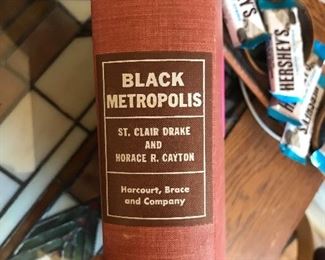 BLACK
METROPOLIS
ST. CLAIR DRAKE
AND
HORACE R. CAYTON
Harcourt, Brace
and Company
HERSHEY'S